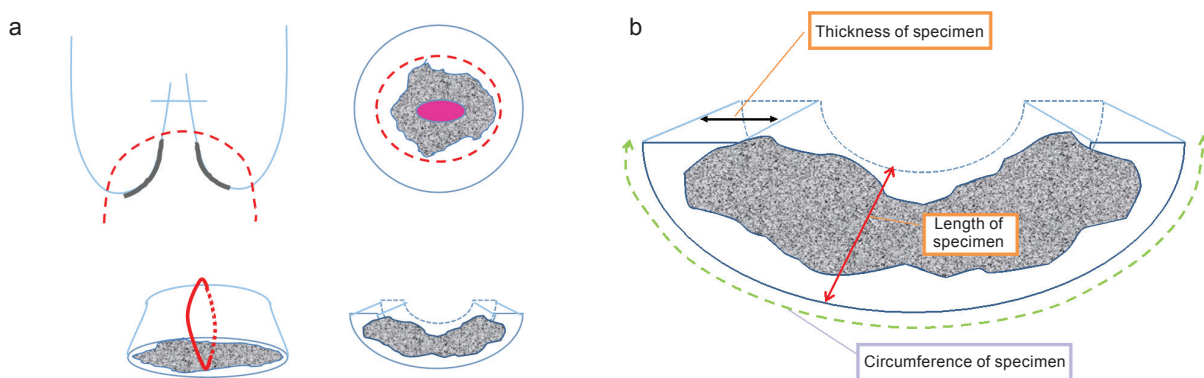 a
b
Thickness of specimen
Length of
specimen
Circumference of specimen